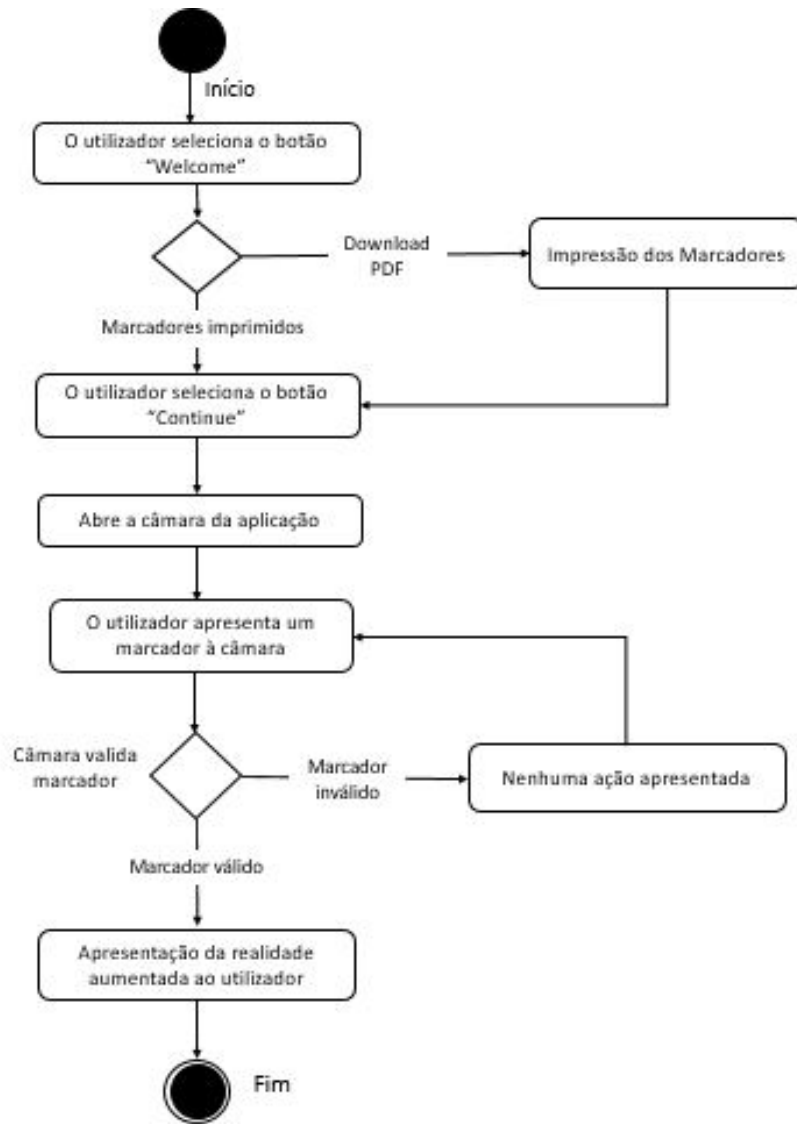 Início
O utilizador seleciona o botão
“Welcome”
Download
PDF
Impressão dos Marcadores
Marcadores imprimidos
O utilizador seleciona o botão
“Continue”
Abre a câmara da aplicação
O utilizador apresenta um
marcador à câmara
Câmara valida
marcador
Marcador
inválido
Nenhuma ação apresentada
Marcador válido
Apresentação da realidade
aumentada ao utilizador
Fim